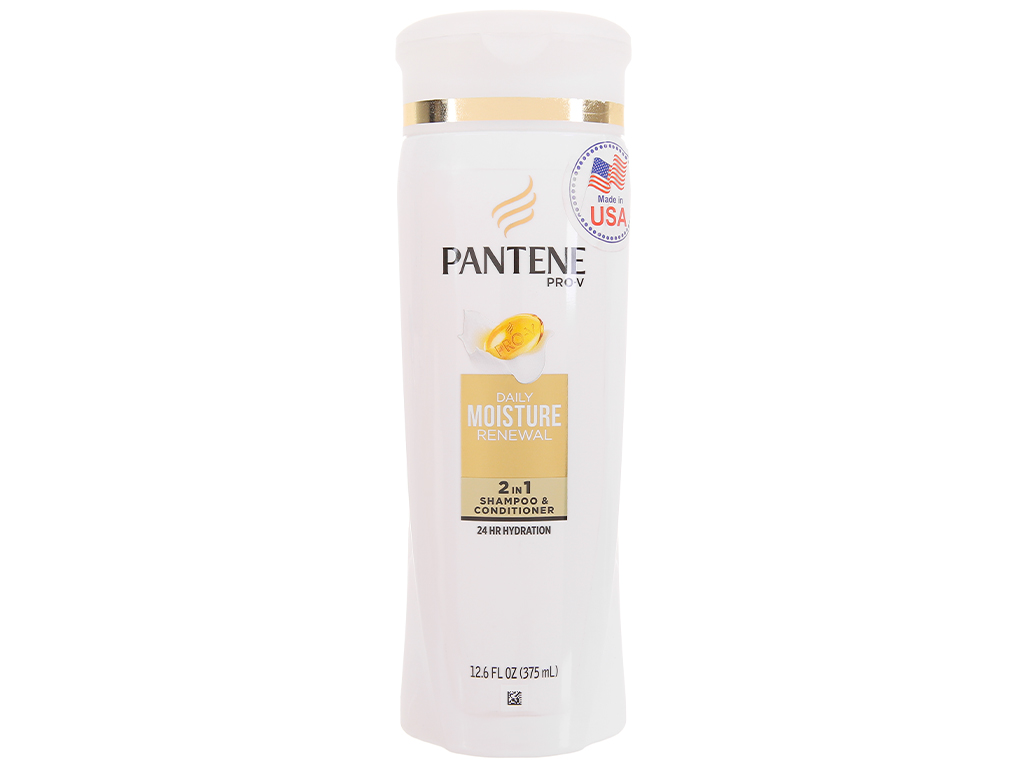 Made in
USA
PANTENE
PRO-V
PRO-V
DAILY
MOISTURE
RENEWAL
2 IN 1
SHAMPOO &
CONDITIONER
24 HR HYDRATION
12.6 FL OZ (375 mL)